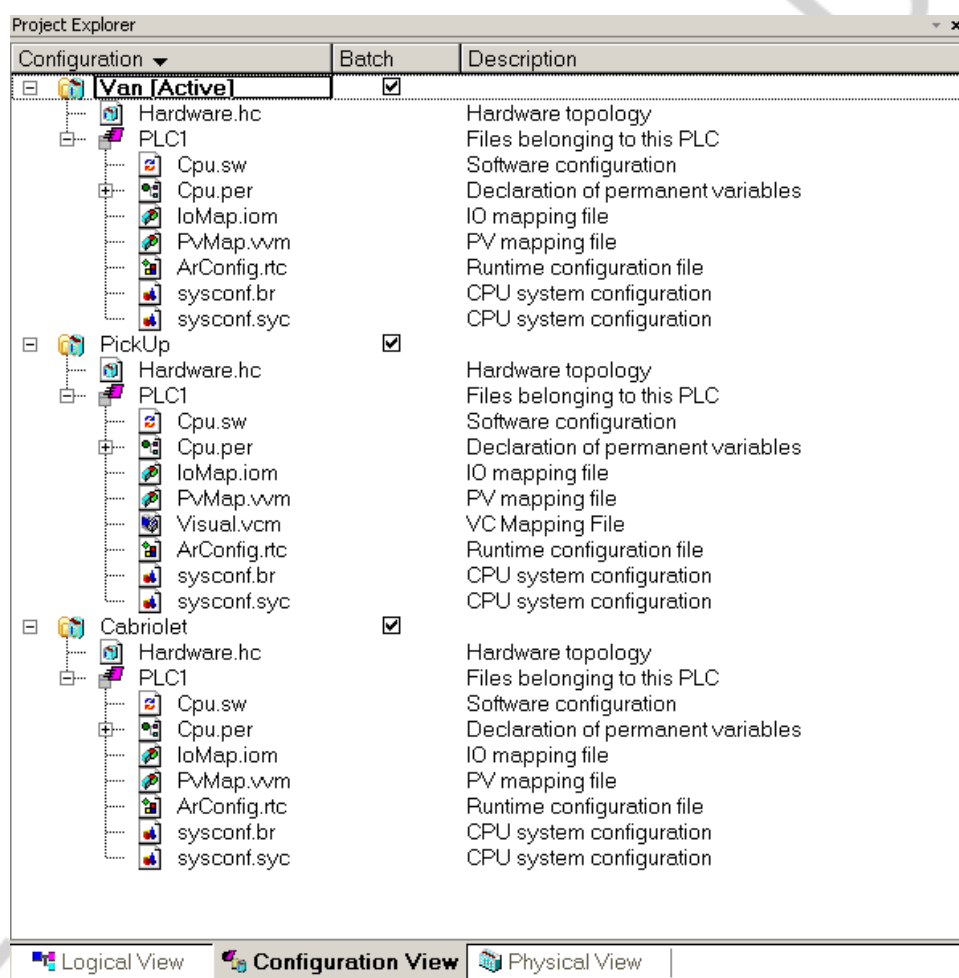 Project Explorer
Configuration Batch Description
Van [Active]
Hardware.hc Hardware topology
PLC1 Files belonging to this PLC
Cpu.sw Software configuration
Cpu.per Declaration of permanent variables
IoMap.iom IO mapping file
PvMap.vvm PV mapping file
ArConfig.rtc Runtime configuration file
sysconf.br CPU system configuration
sysconf.syc CPU system configuration
PickUp
Hardware.hc Hardware topology
PLC1 Files belonging to this PLC
Cpu.sw Software configuration
Cpu.per Declaration of permanent variables
IoMap.iom IO mapping file
PvMap.vvm PV mapping file
Visual.vcm VC Mapping File
ArConfig.rtc Runtime configuration file
sysconf.br CPU system configuration
sysconf.syc CPU system configuration
Cabriolet
Hardware.hc Hardware topology
PLC1 Files belonging to this PLC
Cpu.sw Software configuration
Cpu.per Declaration of permanent variables
IoMap.iom IO mapping file
PvMap.vvm PV mapping file
ArConfig.rtc Runtime configuration file
sysconf.br CPU system configuration
sysconf.syc CPU system configuration
Logical View Configuration View Physical View